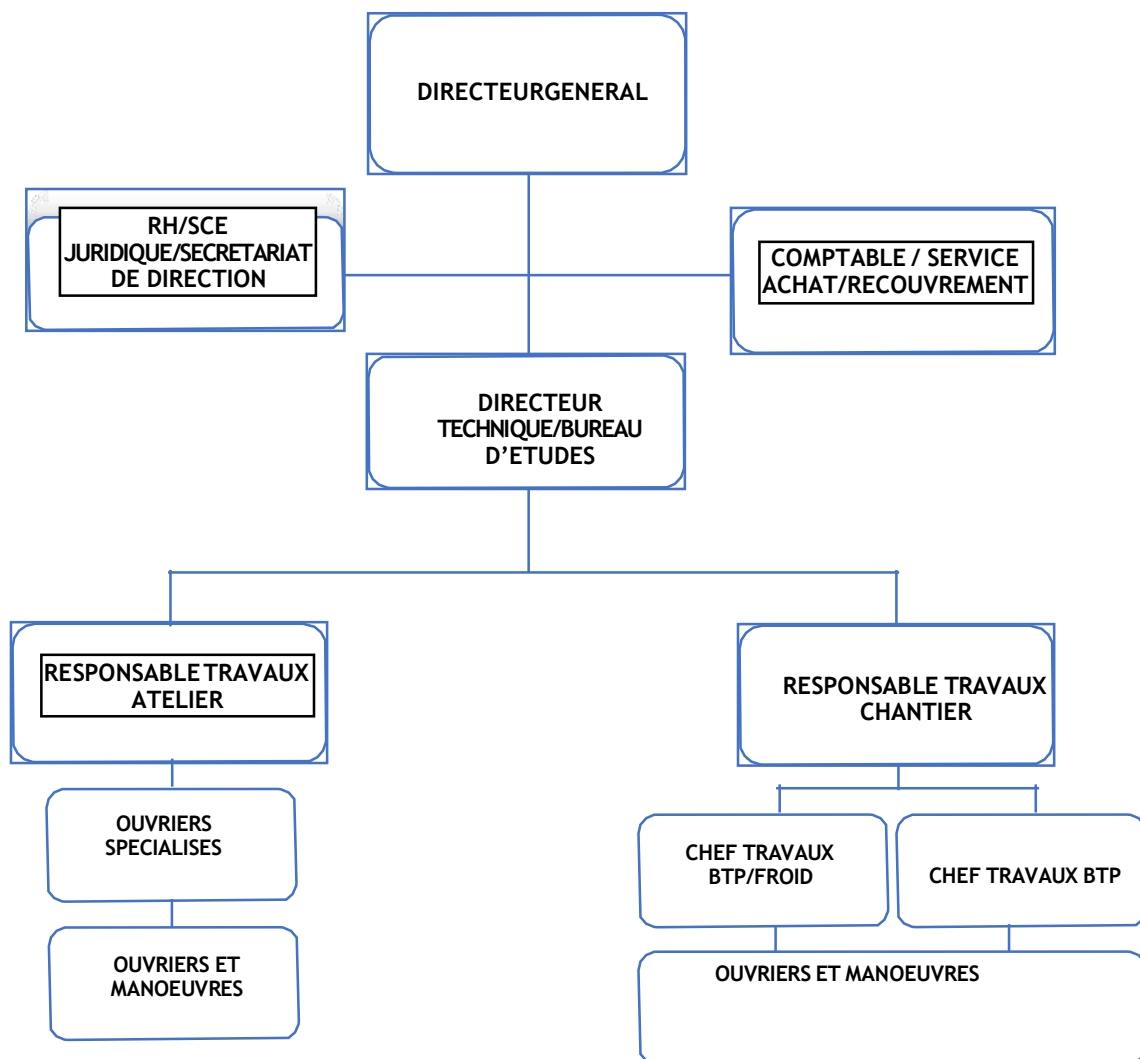 DIRECTEURGENERAL
RH/SCE
JURIDIQUE/SECRETARIAT
DE DIRECTION
COMPTABLE / SERVICE
ACHAT/RECOUVREMENT
DIRECTEUR
TECHNIQUE/BUREAU
D’ETUDES
RESPONSABLE TRAVAUX
ATELIER
RESPONSABLE TRAVAUX
CHANTIER
OUVRIERS
SPECIALISES
CHEF TRAVAUX
BTP/FROID
CHEF TRAVAUX BTP
OUVRIERS ET
MANOEUVRES
OUVRIERS ET MANOEUVRES